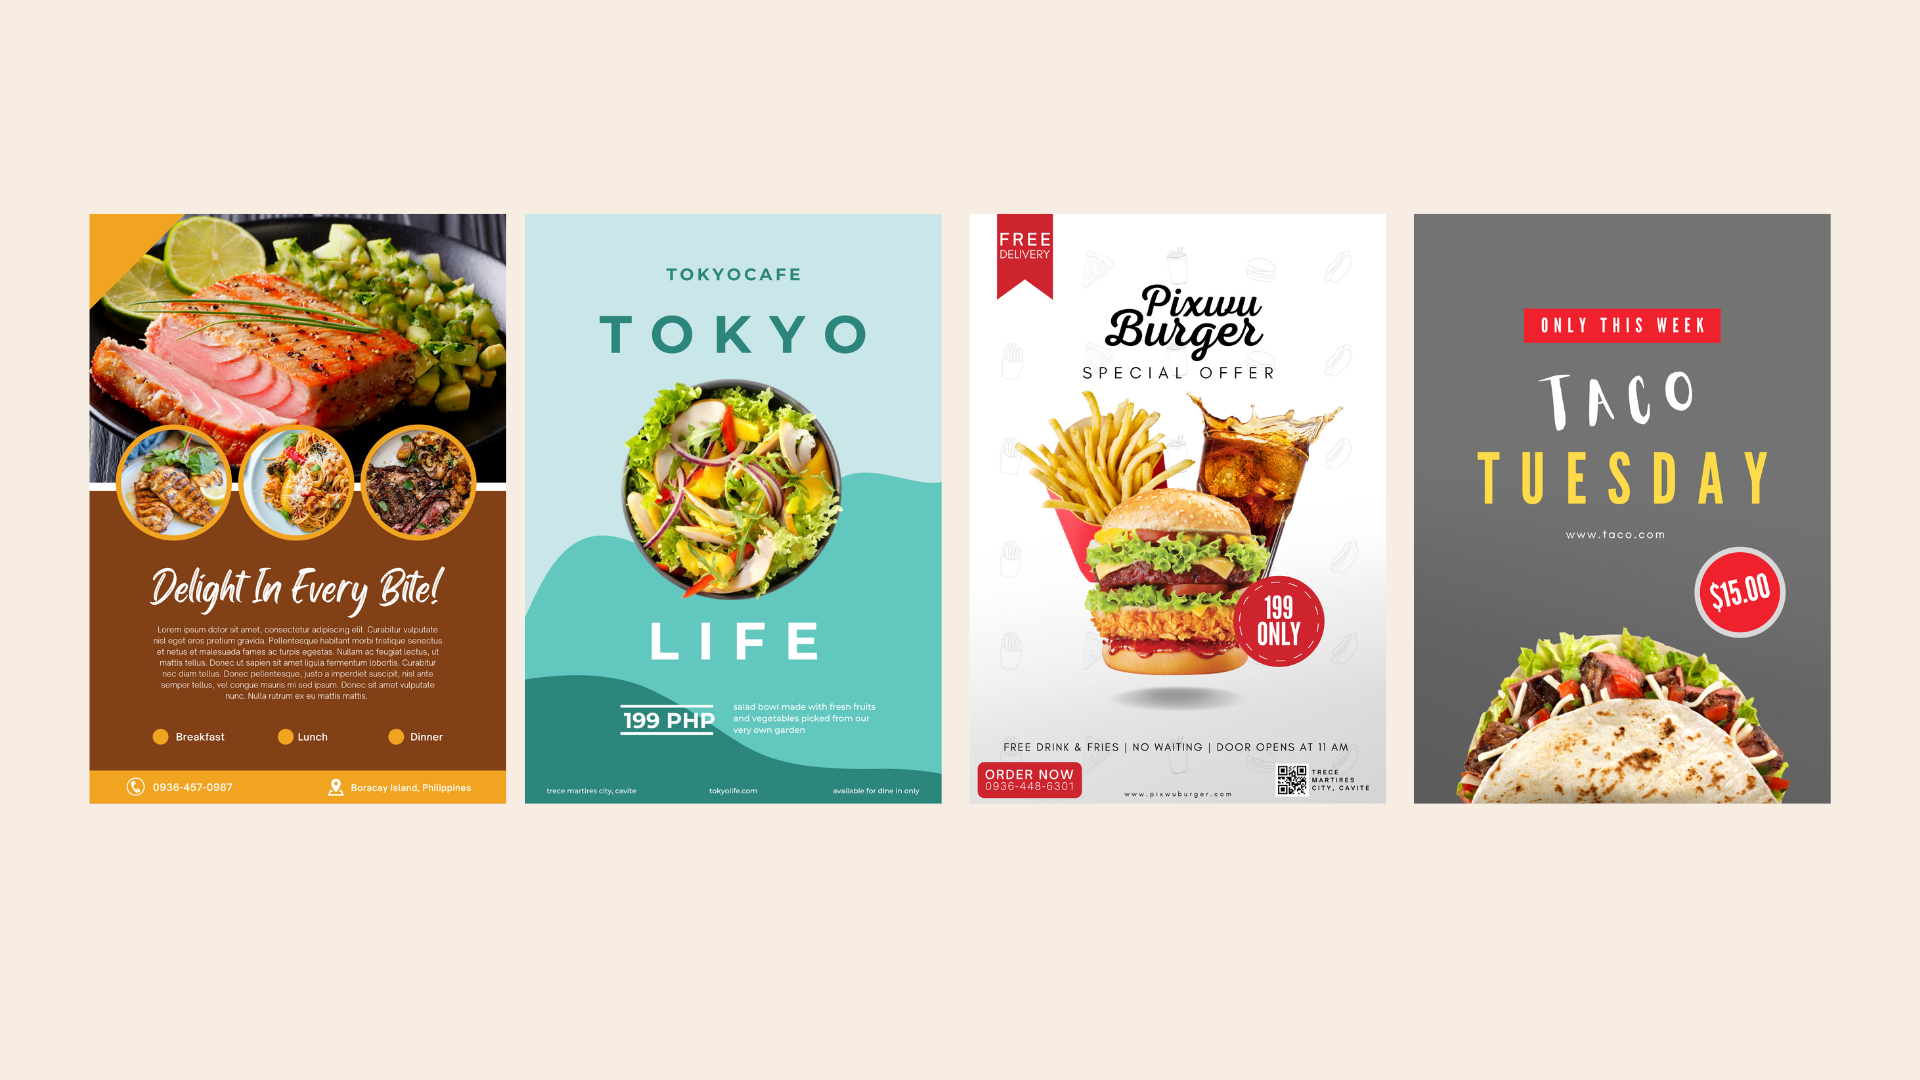 Delight In Every Bite!
Lorem ipsum dolor sit amet, consectetur adipiscing elit. Curabitur vulputate
nisl eget eros pretium gravida. Pellentesque habitant morbi tristique senectus
et netus et malesuada fames ac turpis egestas. Nullam ac feugiat lectus, ut
mattis tellus. Donec ut sapien sit amet ligula fermentum lobortis. Curabitur
nec diam tellus. Donec pellentesque, justo a imperdiet suscipit, nisl ante
semper tellus, vel congue mauris mi sed ipsum. Donec sit amet vulputate
nunc. Nulla rutrum ex eu mattis mattis.
Breakfast Lunch Dinner
0936-457-0987 Boracay Island, Philippines
TOKYOCAFE
TOKYO
LIFE
199 PHP
salad bowl made with fresh fruits
and vegetables picked from our
very own garden
trece martires city, cavite tokyolife.com available for dine in only
FREE
DELIVERY
Pixwu
Burger
SPECIAL OFFER
199
ONLY
FREE DRINK & FRIES | NO WAITING | DOOR OPENS AT 11 AM
ORDER NOW
0936-448-6301
www.pixwuburger.com
TRECE
MARTIRES
CITY, CAVITE
ONLY THIS WEEK
TACO
TUESDAY
www.taco.com
$15.00